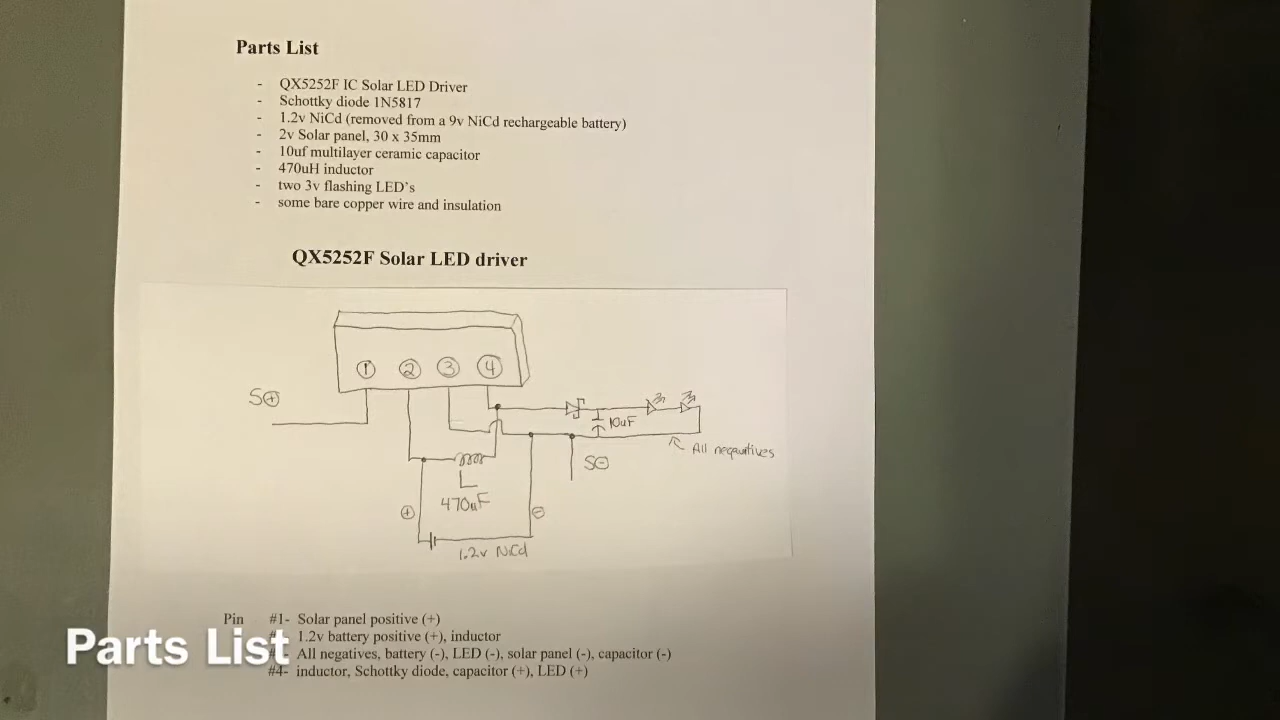 Parts List
- QX5252F IC Solar LED Driver
- Schottky diode 1N5817
- 1.2v NiCd (removed from a 9v NiCd rechargeable battery)
- 2v Solar panel, 30 x 35mm
- 10uf multilayer ceramic capacitor
- 470uH inductor
- two 3v flashing LED's
- some bare copper wire and insulation
QX5252F Solar LED driver
1 2 3 4
S+
10uF
All negauitives
S-
L
470uF
+ -
1.2v NiCd
Pin #1- Solar panel positive (+)
1.2v battery positive (+), inductor
All negatives, battery (-), LED (-), solar panel (-), capacitor (-)
#4- inductor, Schottky diode, capacitor (+), LED (+)
Parts List